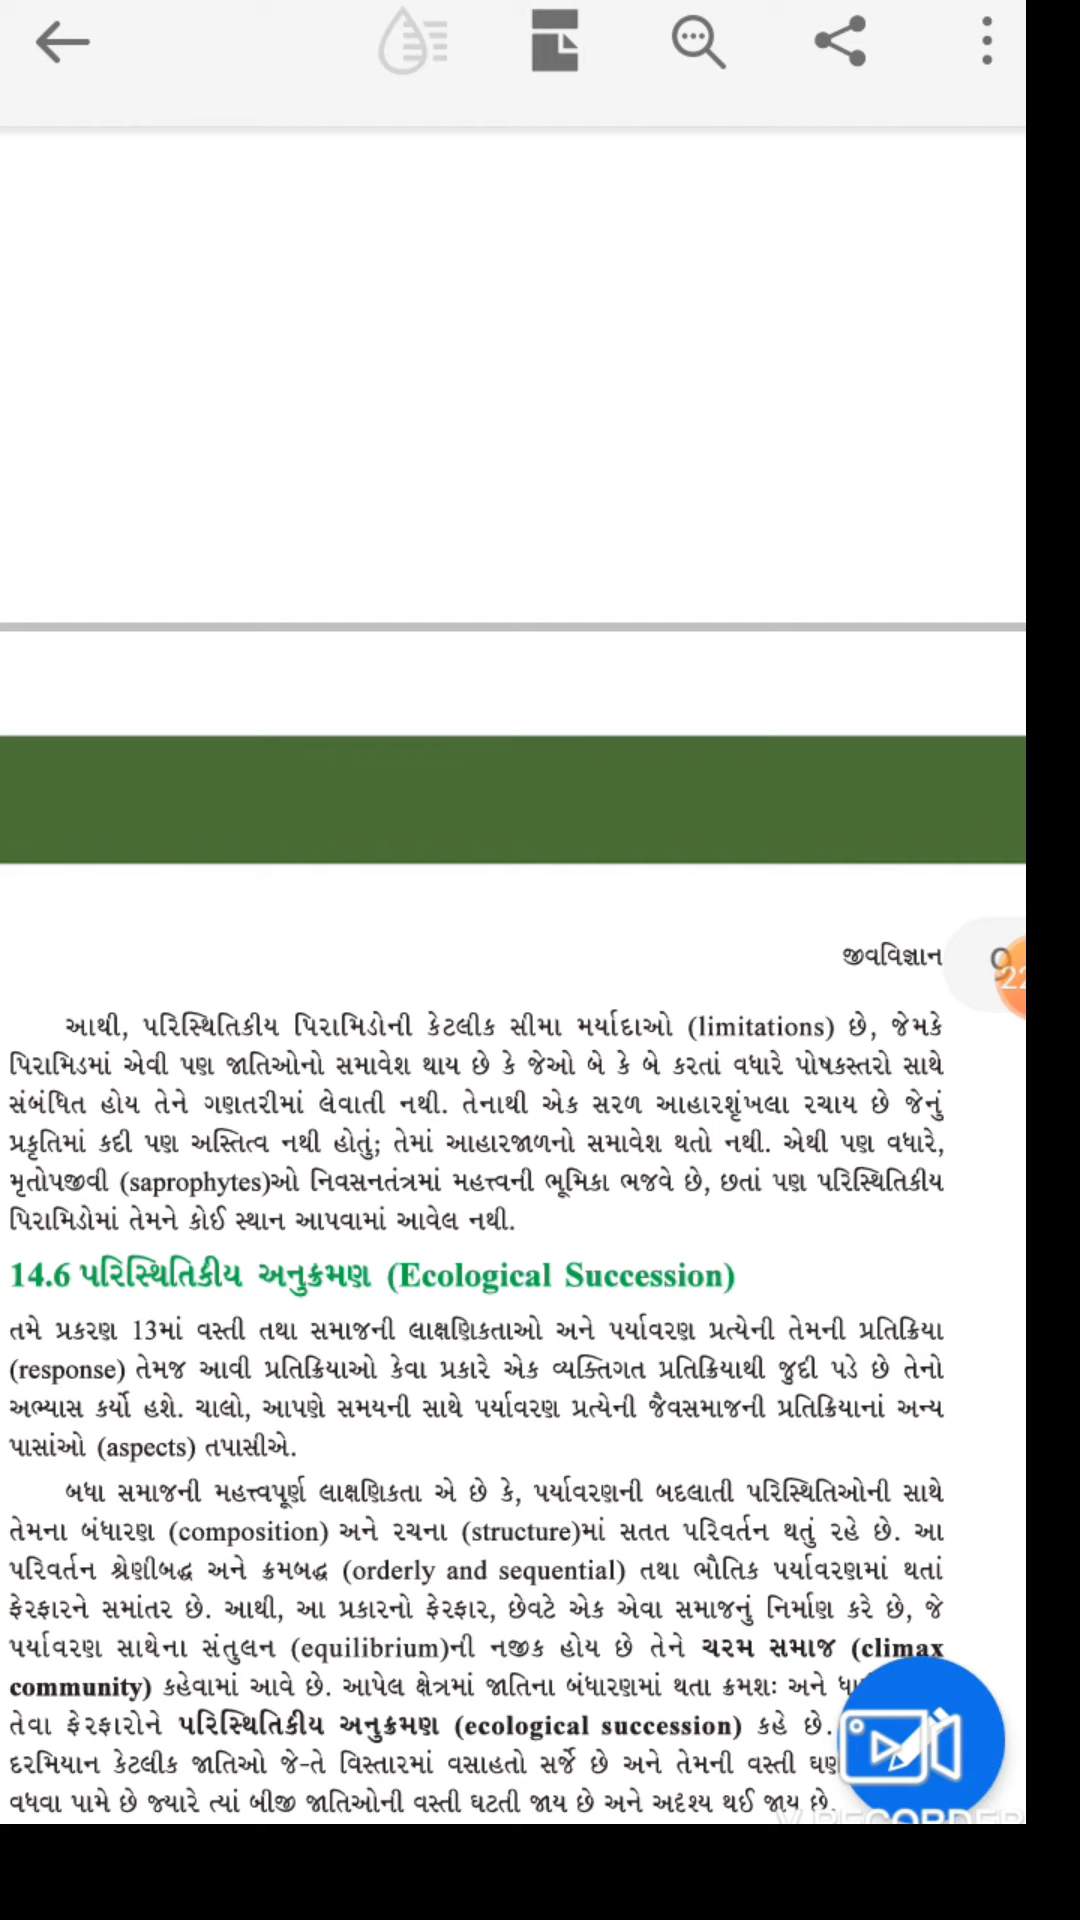 જીવવિજ્ઞાન
9
22
આથી, પરિસ્થિતિકીય પિરામિડોની કેટલીક સીમા મર્યાદાઓ (limitations) છે, જેમકે
પિરામિડમાં એવી પણ જાતિઓનો સમાવેશ થાય છે કે જેઓ બે કે બે કરતાં વધારે પોષકસ્તરો સાથે
સંબંધિત હોય તેને ગણતરીમાં લેવાતી નથી. તેનાથી એક સરળ આહારશૃંખલા રચાય છે જેનું
પ્રકૃતિમાં કદી પણ અસ્તિત્વ નથી હોતું; તેમાં આહારજાળનો સમાવેશ થતો નથી. એથી પણ વધારે,
મૃતોપજીવી (saprophytes)ઓ નિવસનતંત્રમાં મહત્ત્વની ભૂમિકા ભજવે છે, છતાં પણ પરિસ્થિતિકીય
પિરામિડોમાં તેમને કોઈ સ્થાન આપવામાં આવેલ નથી.
14.6 પરિસ્થિતિકીય અનુક્રમણ (Ecological Succession)
તમે પ્રકરણ 13માં વસ્તી તથા સમાજની લાક્ષણિકતાઓ અને પર્યાવરણ પ્રત્યેની તેમની પ્રતિક્રિયા
(response) તેમજ આવી પ્રતિક્રિયાઓ કેવા પ્રકારે એક વ્યક્તિગત પ્રતિક્રિયાથી જુદી પડે છે તેનો
અભ્યાસ કર્યો હશે. ચાલો, આપણે સમયની સાથે પર્યાવરણ પ્રત્યેની જૈવસમાજની પ્રતિક્રિયાનાં અન્ય
પાસાંઓ (aspects) તપાસીએ.
બધા સમાજની મહત્ત્વપૂર્ણ લાક્ષણિકતા એ છે કે, પર્યાવરણની બદલાતી પરિસ્થિતિઓની સાથે
તેમના બંધારણ (composition) અને રચના (structure)માં સતત પરિવર્તન થતું રહે છે. આ
પરિવર્તન શ્રેણીબદ્ધ અને ક્રમબદ્ધ (orderly and sequential) તથા ભૌતિક પર્યાવરણમાં થતાં
ફેરફારને સમાંતર છે. આથી, આ પ્રકારનો ફેરફાર, છેવટે એક એવા સમાજનું નિર્માણ કરે છે, જે
પર્યાવરણ સાથેના સંતુલન (equilibrium)ની નજીક હોય છે તેને ચરમ સમાજ (climax
community) કહેવામાં આવે છે. આપેલ ક્ષેત્રમાં જાતિના બંધારણમાં થતા ક્રમશઃ અને
તેવા ફેરફારોને પરિસ્થિતિકીય અનુક્રમણ (ecological succession) કહે છે.
દરમિયાન કેટલીક જાતિઓ જે-તે વિસ્તારમાં વસાહતો સર્જે છે અને તેમની વસ્તી
વધવા પામે છે જ્યારે ત્યાં બીજી જાતિઓની વસ્તી ઘટતી જાય છે અને અદૃશ્ય થઈ જાય છે.